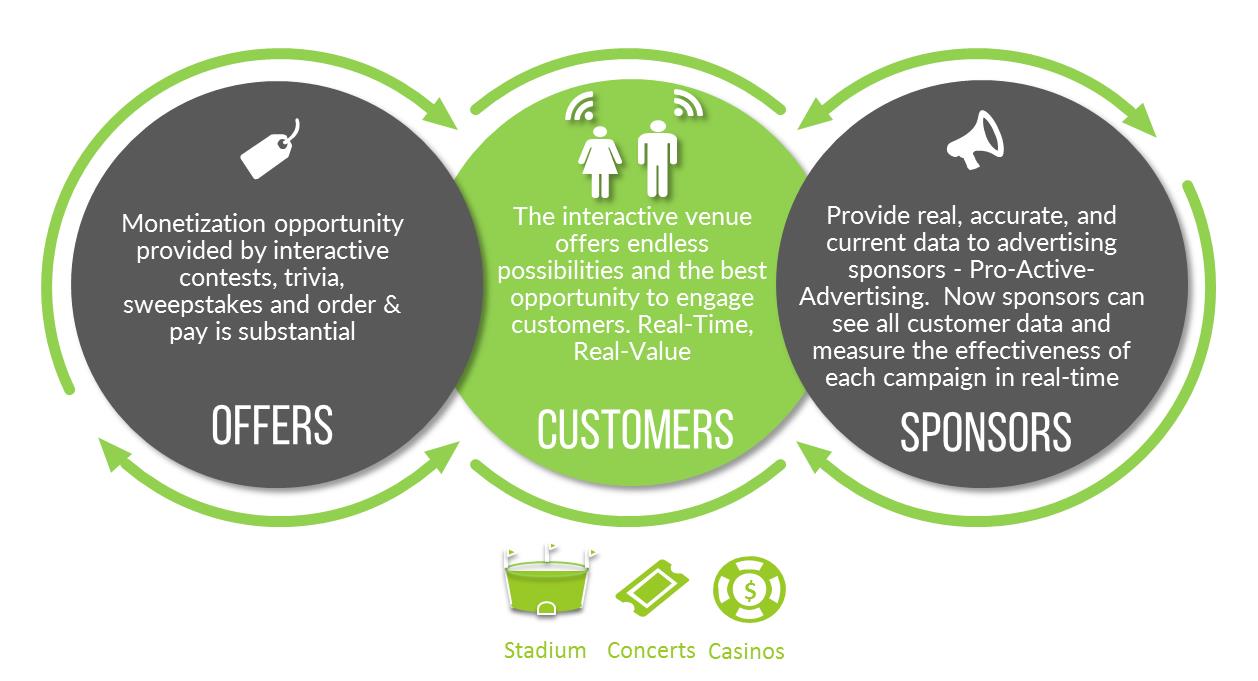 Monetization opportunity
provided by interactive
contests, trivia,
sweepstakes and order &
pay is substantial
OFFERS
The interactive venue
offers endless
possibilities and the best
opportunity to engage
customers. Real-Time,
Real-Value
CUSTOMERS
Provide real, accurate, and
current data to advertising
sponsors - Pro-Active-
Advertising.  Now sponsors can
see all customer data and
measure the effectiveness of
each campaign in real-time
SPONSORS
$
Stadium Concerts Casinos